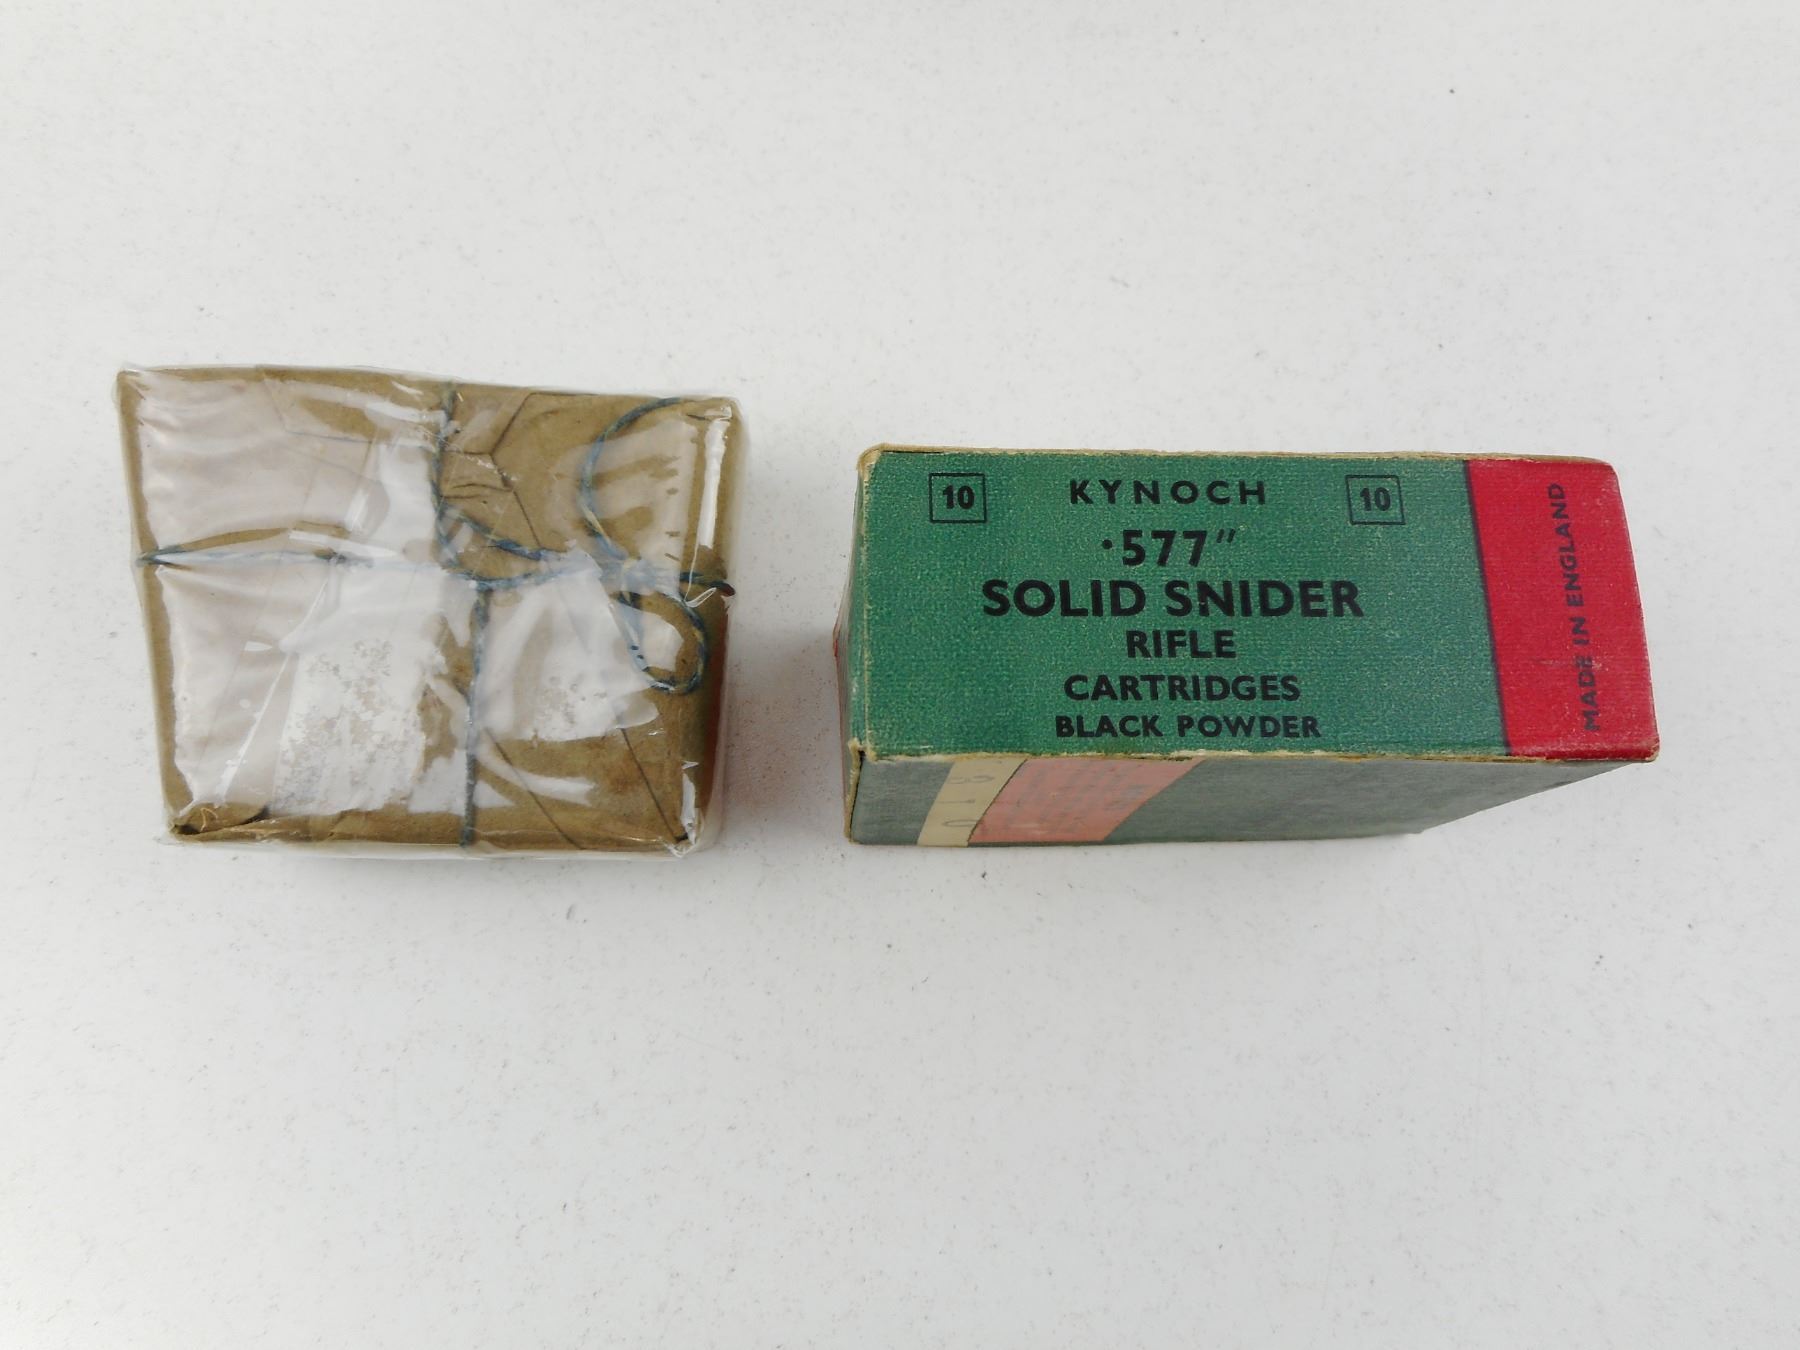 10 KYNOCH 10
·577″
SOLID SNIDER
RIFLE
CARTRIDGES
BLACK POWDER
MADE IN ENGLAND